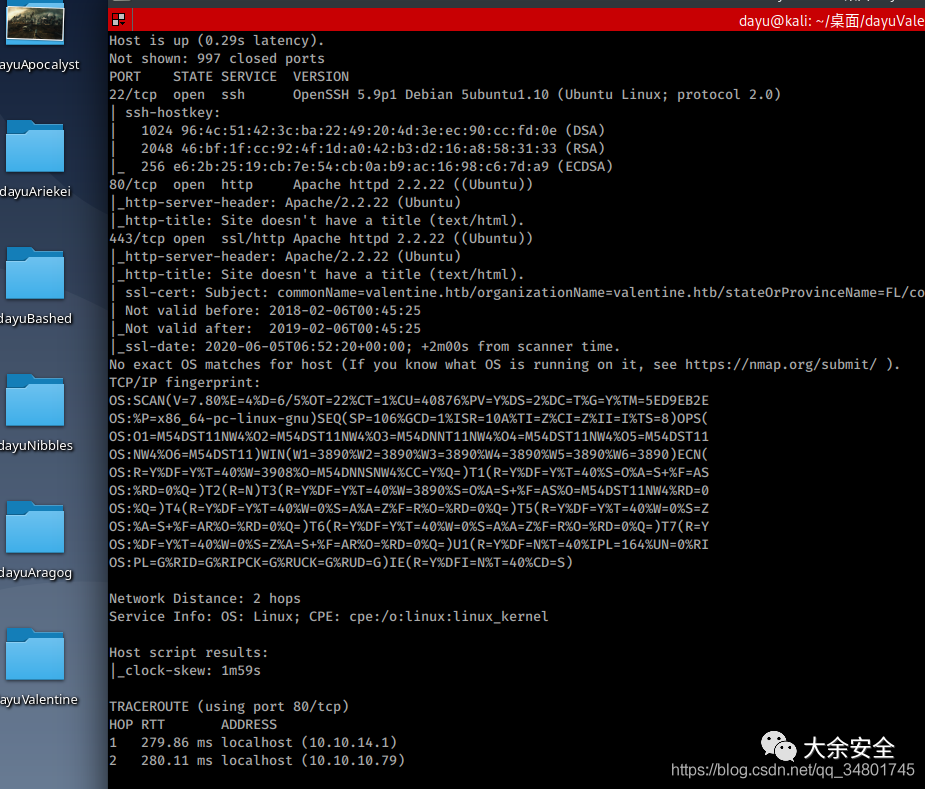 dayu@kali: ~/桌面/dayuVale
Host is up (0.29s latency).
Not shown: 997 closed ports
PORT    STATE SERVICE  VERSION
22/tcp  open  ssh      OpenSSH 5.9p1 Debian 5ubuntu1.10 (Ubuntu Linux; protocol 2.0)
| ssh-hostkey:
|   1024 96:4c:51:42:3c:ba:22:49:20:4d:3e:ec:90:cc:fd:0e (DSA)
|   2048 46:bf:1f:cc:92:4f:1d:a0:42:b3:d2:16:a8:58:31:33 (RSA)
|_  256 e6:2b:25:19:cb:7e:54:cb:0a:b9:ac:16:98:c6:7d:a9 (ECDSA)
80/tcp  open  http     Apache httpd 2.2.22 ((Ubuntu))
|_http-server-header: Apache/2.2.22 (Ubuntu)
|_http-title: Site doesn't have a title (text/html).
443/tcp open  ssl/http Apache httpd 2.2.22 ((Ubuntu))
|_http-server-header: Apache/2.2.22 (Ubuntu)
|_http-title: Site doesn't have a title (text/html).
| ssl-cert: Subject: commonName=valentine.htb/organizationName=valentine.htb/stateOrProvinceName=FL/co
| Not valid before: 2018-02-06T00:45:25
|_Not valid after:  2019-02-06T00:45:25
|_ssl-date: 2020-06-05T06:52:20+00:00; +2m00s from scanner time.
No exact OS matches for host (If you know what OS is running on it, see https://nmap.org/submit/ ).
TCP/IP fingerprint:
OS:SCAN(V=7.80%E=4%D=6/5%OT=22%CT=1%CU=40876%PV=Y%DS=2%DC=T%G=Y%TM=5ED9EB2E
OS:%P=x86_64-pc-linux-gnu)SEQ(SP=106%GCD=1%ISR=10A%TI=Z%CI=Z%II=I%TS=8)OPS(
OS:O1=M54DST11NW4%O2=M54DST11NW4%O3=M54DNNT11NW4%O4=M54DST11NW4%O5=M54DST11
OS:NW4%O6=M54DST11)WIN(W1=3890%W2=3890%W3=3890%W4=3890%W5=3890%W6=3890)ECN(
OS:R=Y%DF=Y%T=40%W=3908%O=M54DNNSNW4%CC=Y%Q=)T1(R=Y%DF=Y%T=40%S=O%A=S+%F=AS
OS:%RD=0%Q=)T2(R=N)T3(R=Y%DF=Y%T=40%W=3890%S=O%A=S+%F=AS%O=M54DST11NW4%RD=0
OS:%Q=)T4(R=Y%DF=Y%T=40%W=0%S=A%A=Z%F=R%O=%RD=0%Q=)T5(R=Y%DF=Y%T=40%W=0%S=Z
OS:%A=S+%F=AR%O=%RD=0%Q=)T6(R=Y%DF=Y%T=40%W=0%S=A%A=Z%F=R%O=%RD=0%Q=)T7(R=Y
OS:%DF=Y%T=40%W=0%S=Z%A=S+%F=AR%O=%RD=0%Q=)U1(R=Y%DF=N%T=40%IPL=164%UN=0%RI
OS:PL=G%RID=G%RIPCK=G%RUCK=G%RUD=G)IE(R=Y%DFI=N%T=40%CD=S)
Network Distance: 2 hops
Service Info: OS: Linux; CPE: cpe:/o:linux:linux_kernel
Host script results:
|_clock-skew: 1m59s
TRACEROUTE (using port 80/tcp)
HOP RTT       ADDRESS
1   279.86 ms localhost (10.10.14.1)
2   280.11 ms localhost (10.10.10.79)
ayuApocalyst
dayuAriekei
dayuBashed
dayuNibbles
dayuAragog
ayuValentine
大余安全
https://blog.csdn.net/qq_34801745